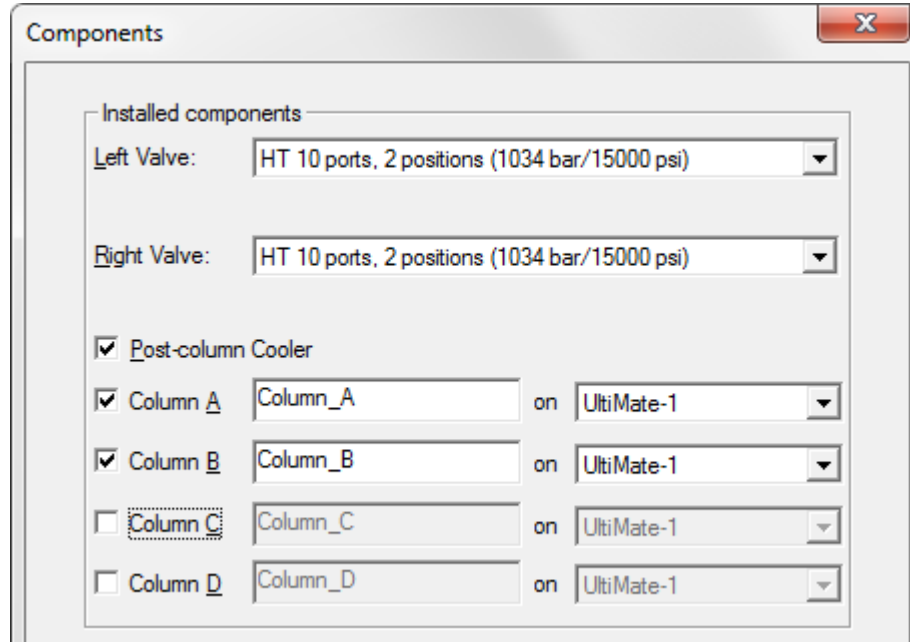 Components
Installed components
Left Valve: HT 10 ports, 2 positions (1034 bar/15000 psi)
Right Valve: HT 10 ports, 2 positions (1034 bar/15000 psi)
Post-column Cooler
Column A Column_A on UltiMate-1
Column B Column_B on UltiMate-1
Column C Column_C on UltiMate-1
Column D Column_D on UltiMate-1